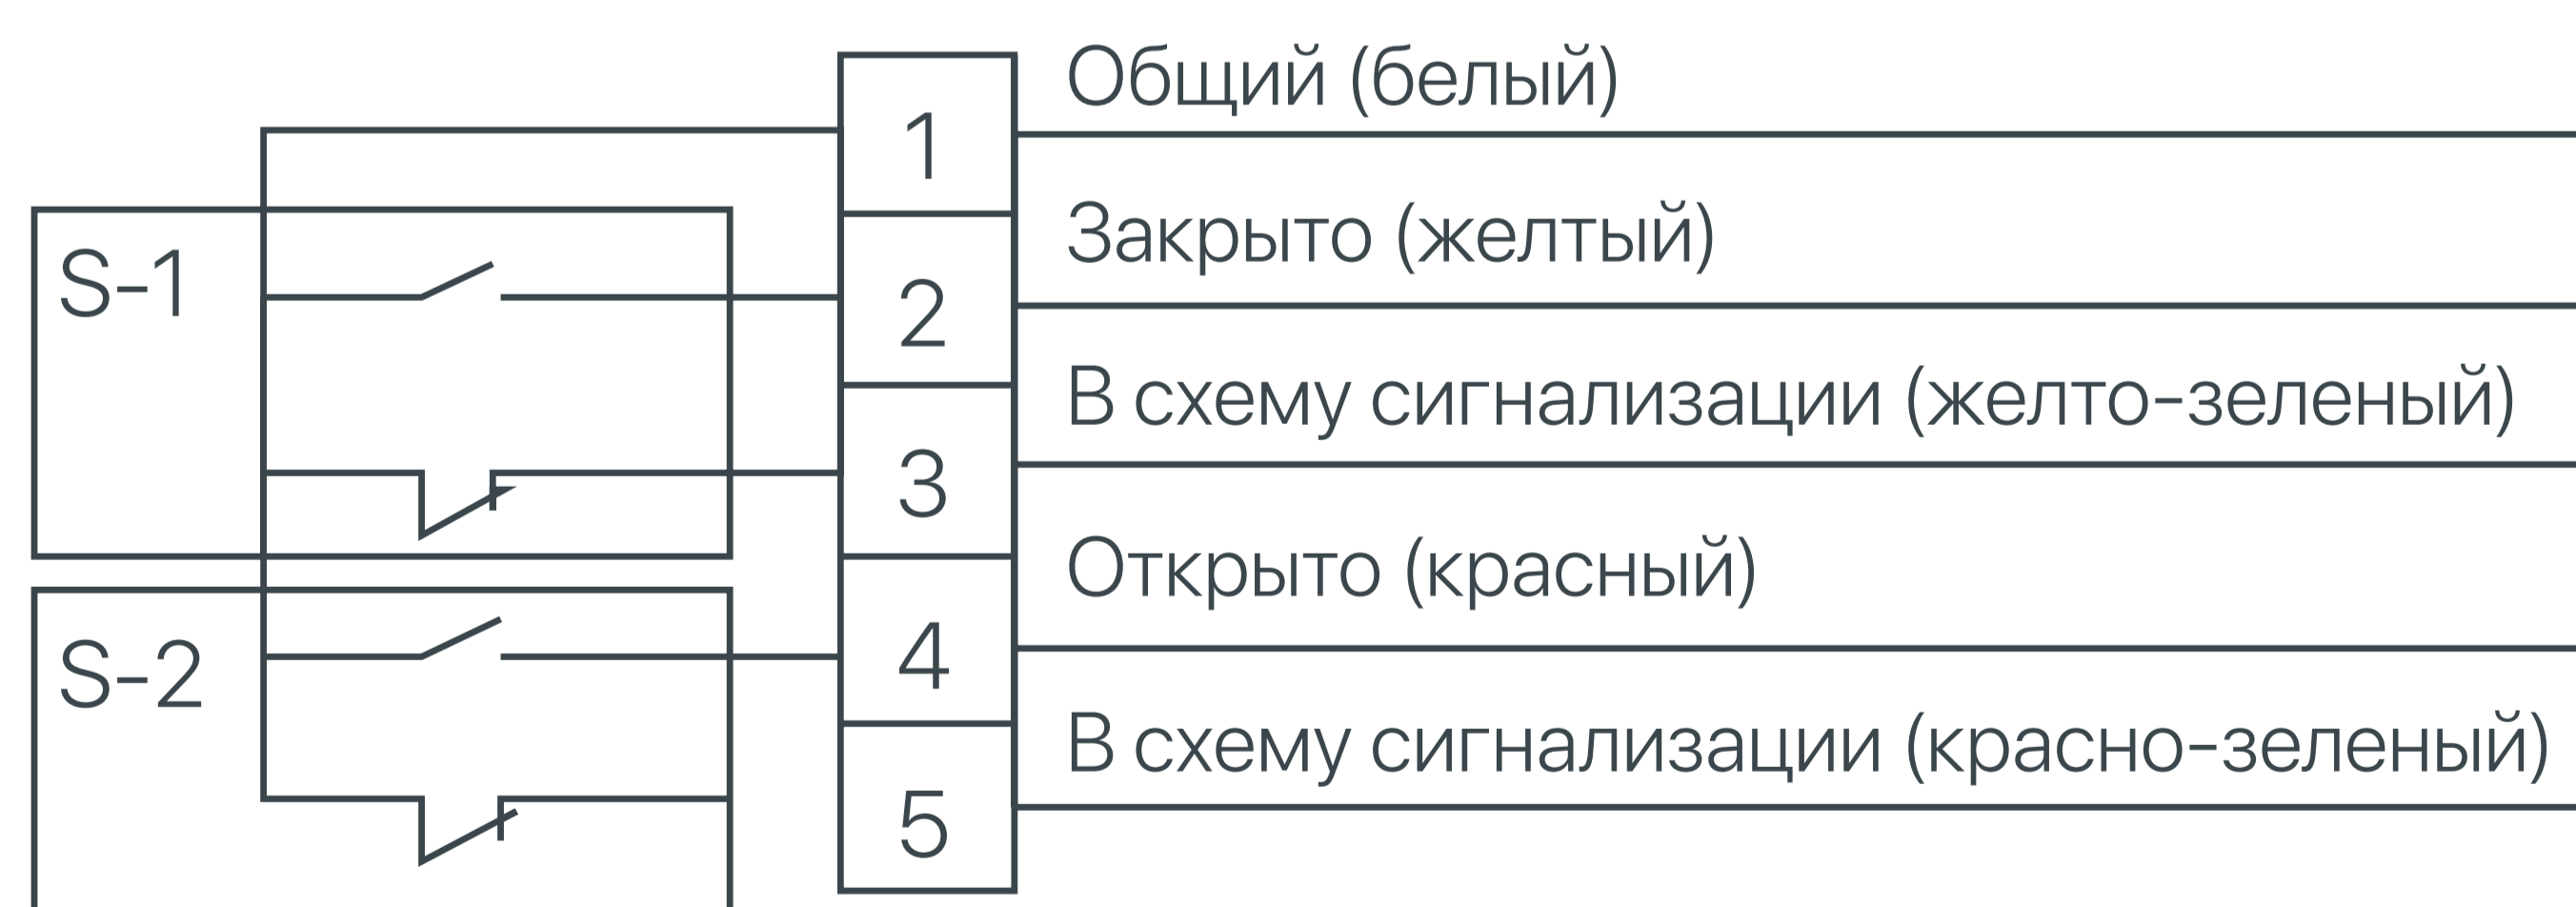 Общий (белый)
1
Закрыто (желтый)
S-1
2
В схему сигнализации (желто-зеленый)
3
Открыто (красный)
S-2
4
В схему сигнализации (красно-зеленый)
5